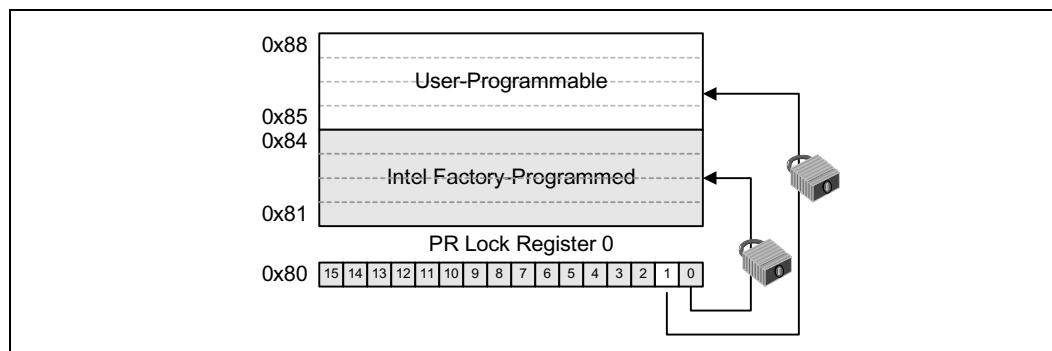 0x88
User-Programmable
0x85
0x84
Intel Factory-Programmed
0x81
PR Lock Register 0
0x80 15 14 13 12 11 10 9 8 7 6 5 4 3 2 1 0